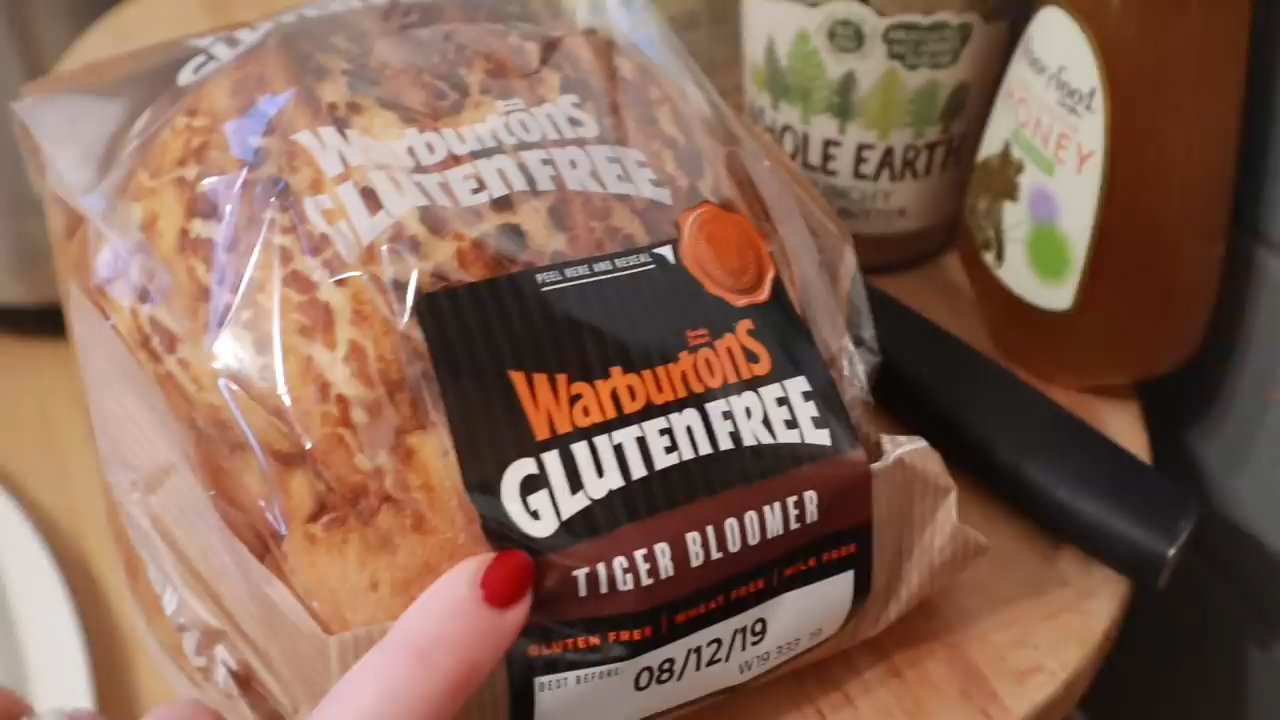 Warburtons
GLUTEN FREE
PEEL HERE AND RESEAL
Warburtons
GLUTEN FREE
TIGER BLOOMER
GLUTEN FREE | WHEAT FREE | MILK FREE
BEST BEFORE:
08/12/19
W19 333
WHOLE EARTH
HONEY